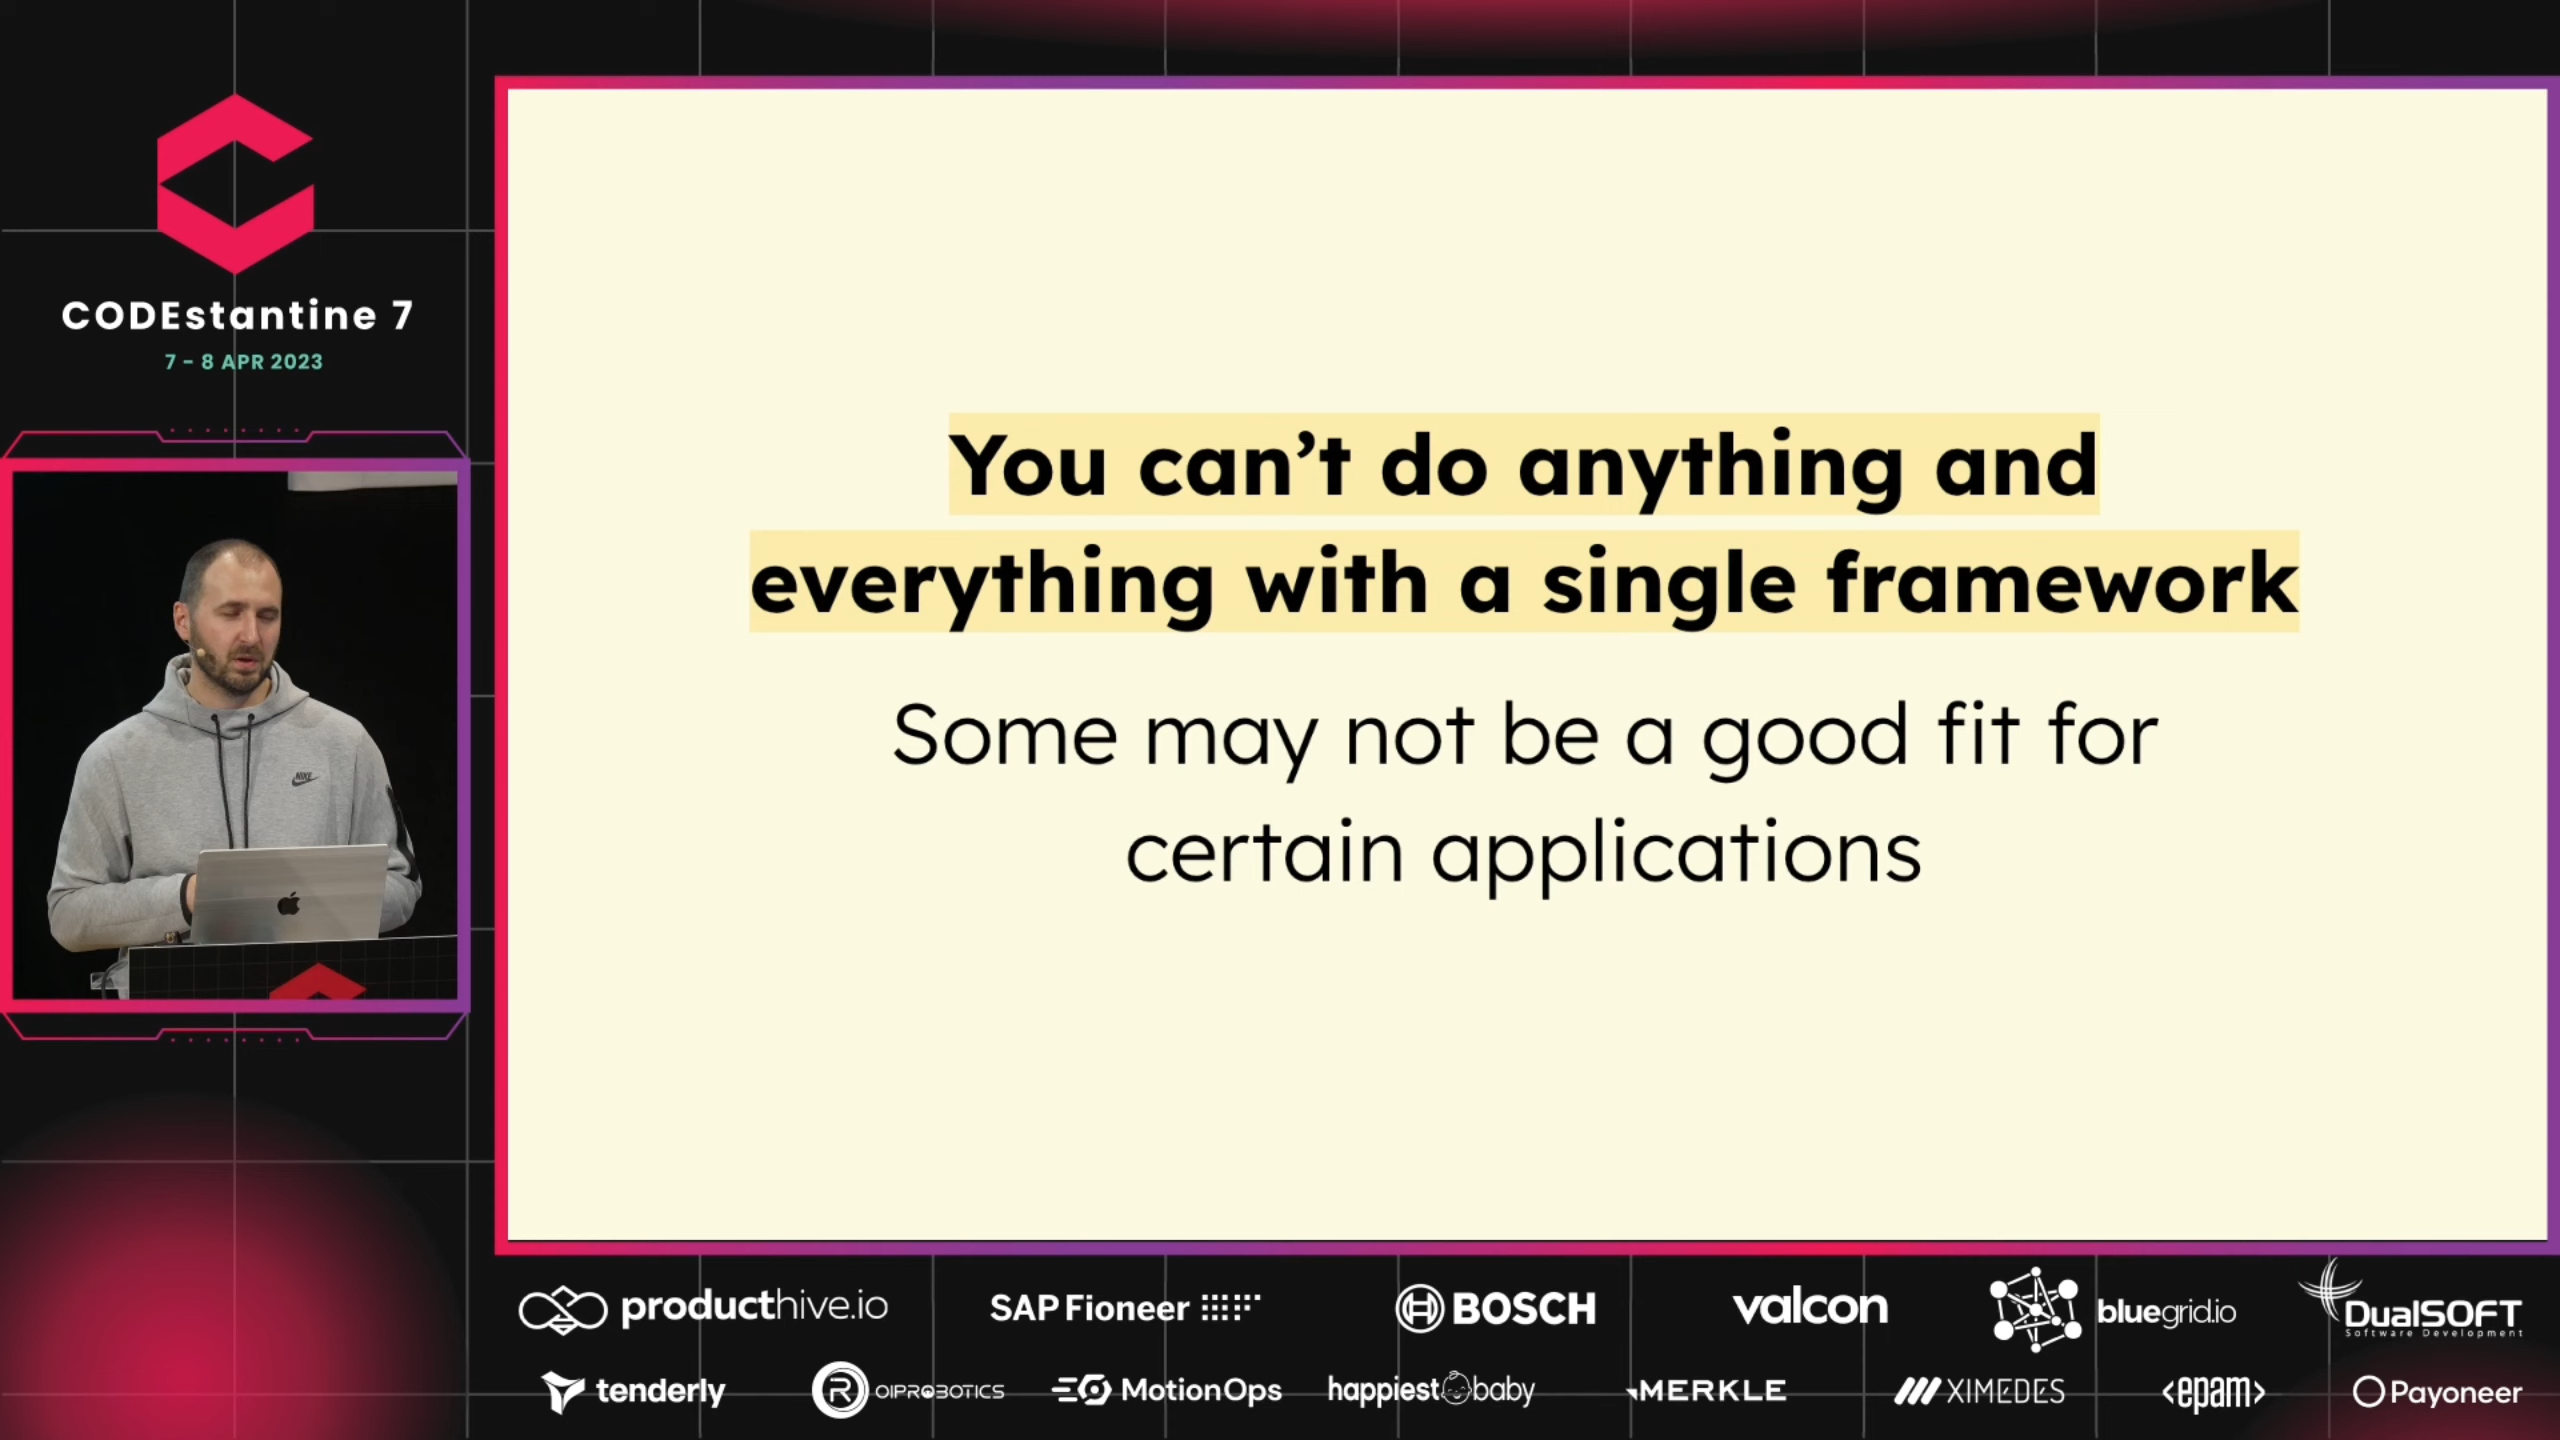 CODEstantine 7
7 - 8 APR 2023
NIKE
You can’t do anything and
everything with a single framework
Some may not be a good fit for
certain applications
producthive.io
SAP Fioneer
BOSCH
valcon
bluegrid.io
DualSOFT
Software Development
tenderly
R
OIPROBOTICS
MotionOps
happiestbaby
MERKLE
XIMEDES
<epam>
Payoneer